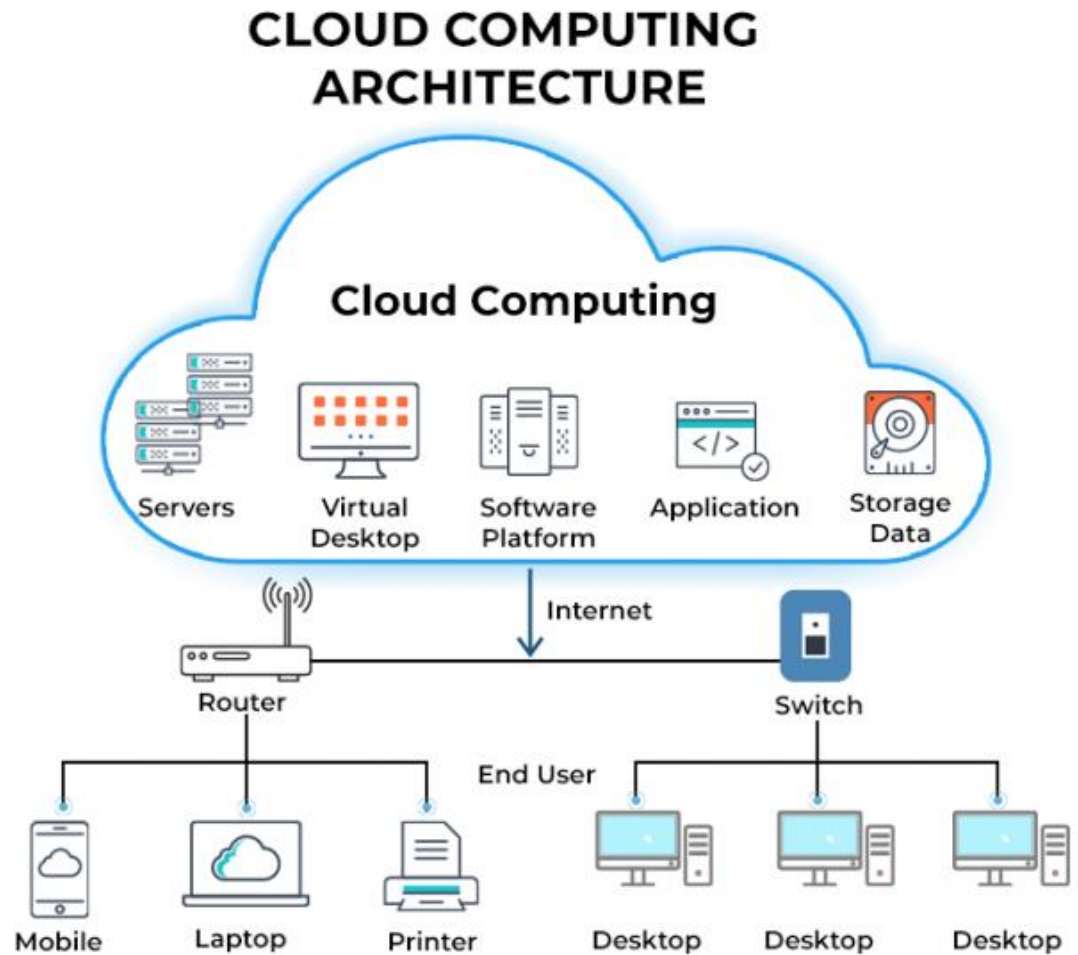 CLOUD COMPUTING
ARCHITECTURE
Cloud Computing
Servers
Virtual
Desktop
Software
Platform
</>
Application
Storage
Data
Internet
Router
Switch
End User
Mobile
Laptop
Printer
Desktop
Desktop
Desktop